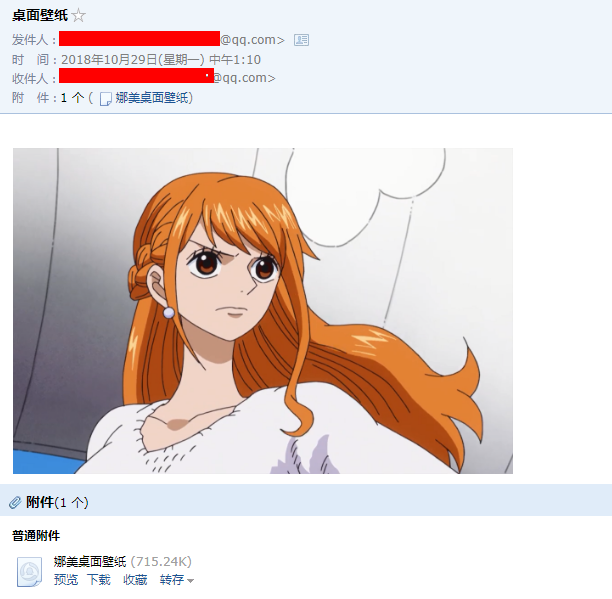 桌面壁纸
发件人：@qq.com>
时 间：2018年10月29日(星期一) 中午1:10
收件人：@qq.com>
附 件：1 个 ( 娜美桌面壁纸)
附件(1 个)
普通附件
娜美桌面壁纸 (715.24K)
预览 下载 收藏 转存